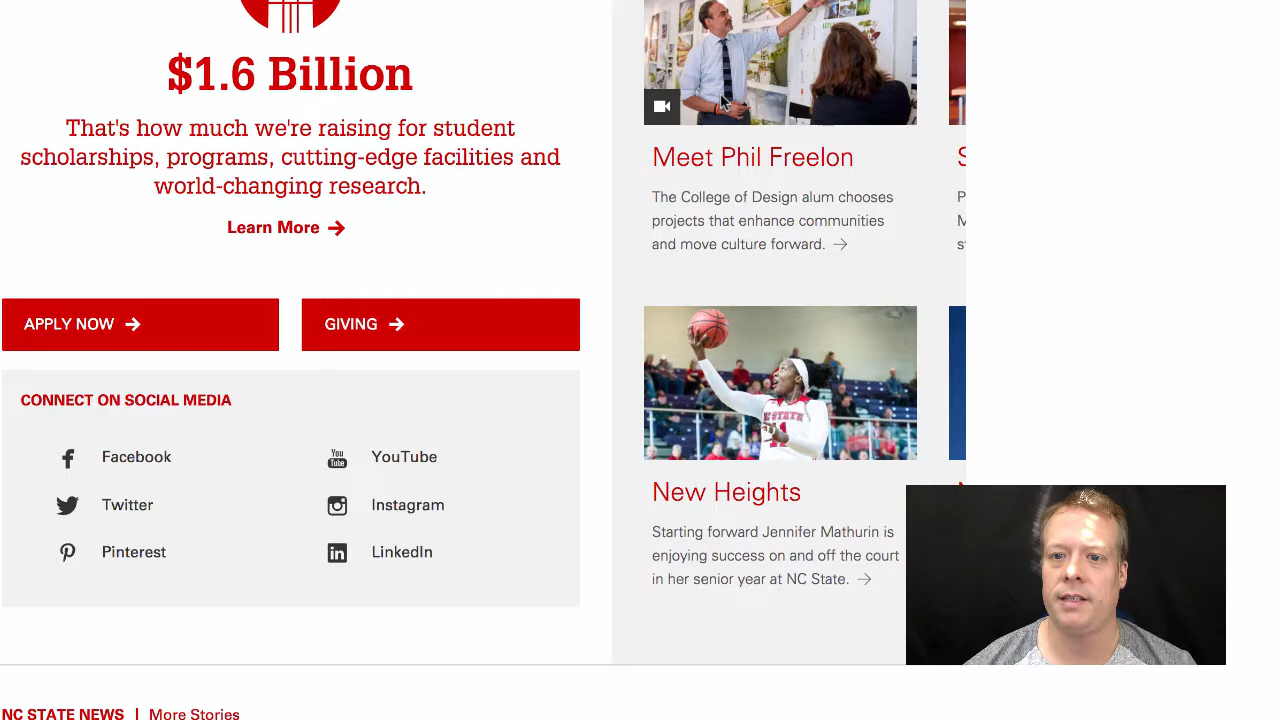 $1.6 Billion
That's how much we're raising for student
scholarships, programs, cutting-edge facilities and
world-changing research.
Learn More →
APPLY NOW →
GIVING →
CONNECT ON SOCIAL MEDIA
Facebook
YouTube
Twitter
Instagram
Pinterest
LinkedIn
Meet Phil Freelon
The College of Design alum chooses
projects that enhance communities
and move culture forward. →
New Heights
Starting forward Jennifer Mathurin is
enjoying success on and off the court
in her senior year at NC State. →
NC STATE NEWS | More Stories